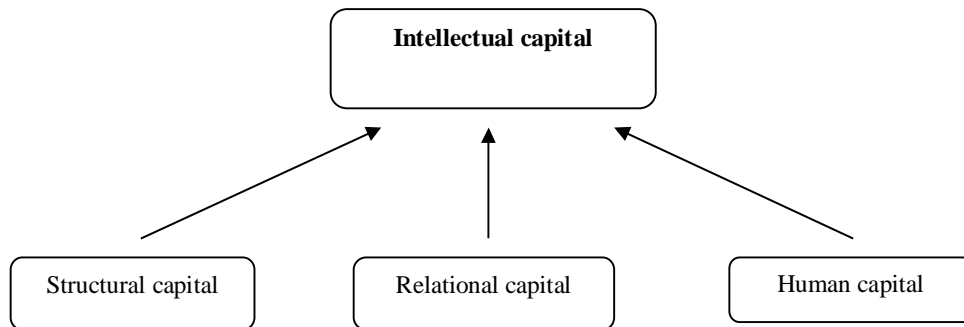 Intellectual capital
Structural capital
Relational capital
Human capital